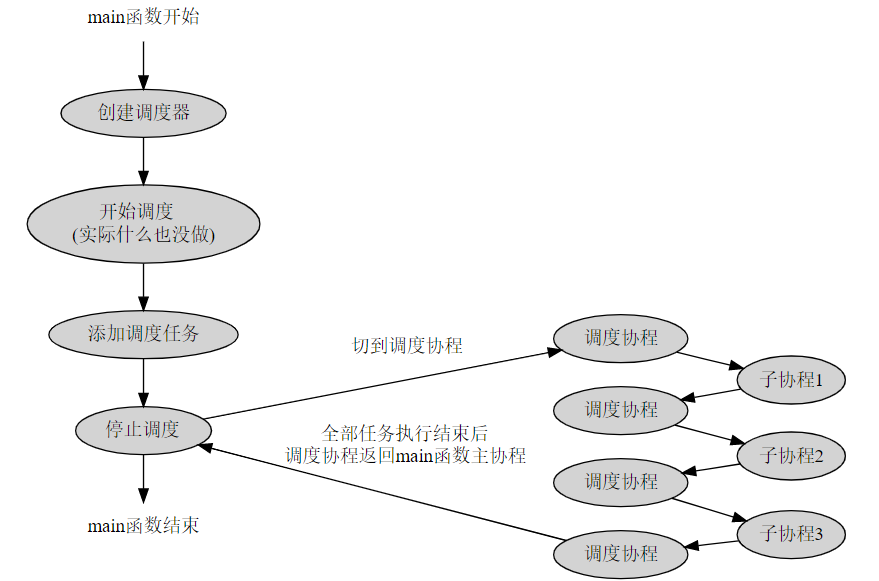 main函数开始
创建调度器
开始调度
(实际什么也没做)
添加调度任务
停止调度
main函数结束
切到调度协程
全部任务执行结束后
调度协程返回main函数主协程
调度协程
子协程1
调度协程
子协程2
调度协程
子协程3
调度协程